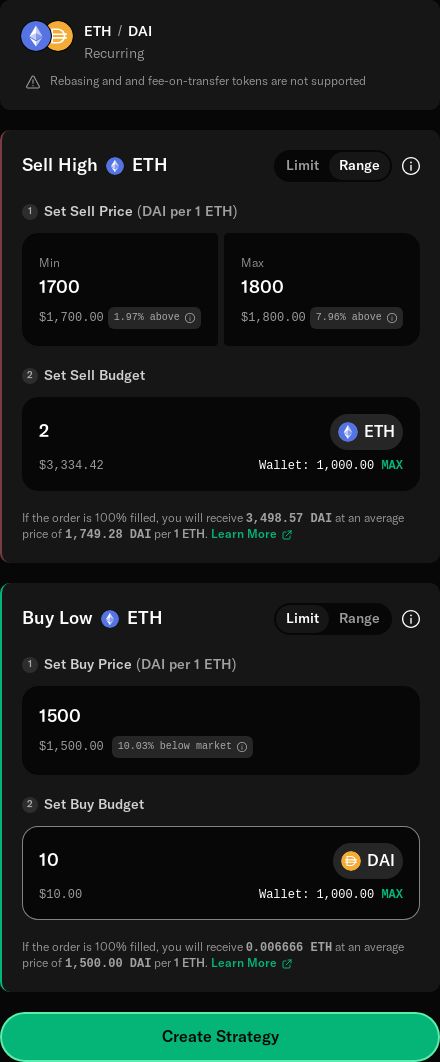 ETH / DAI
Recurring
Rebasing and and fee-on-transfer tokens are not supported
Sell High ETH Limit Range
1 Set Sell Price (DAI per 1 ETH)
Min Max
1700 1800
$1,700.00 1.97% above $1,800.00 7.96% above
2 Set Sell Budget
2 ETH
$3,334.42 Wallet: 1,000.00 MAX
If the order is 100% filled, you will receive 3,498.57 DAI at an average
price of 1,749.28 DAI per 1 ETH. Learn More
Buy Low ETH Limit Range
1 Set Buy Price (DAI per 1 ETH)
1500
$1,500.00 10.03% below market
2 Set Buy Budget
10 DAI
$10.00 Wallet: 1,000.00 MAX
If the order is 100% filled, you will receive 0.006666 ETH at an average
price of 1,500.00 DAI per 1 ETH. Learn More
Create Strategy